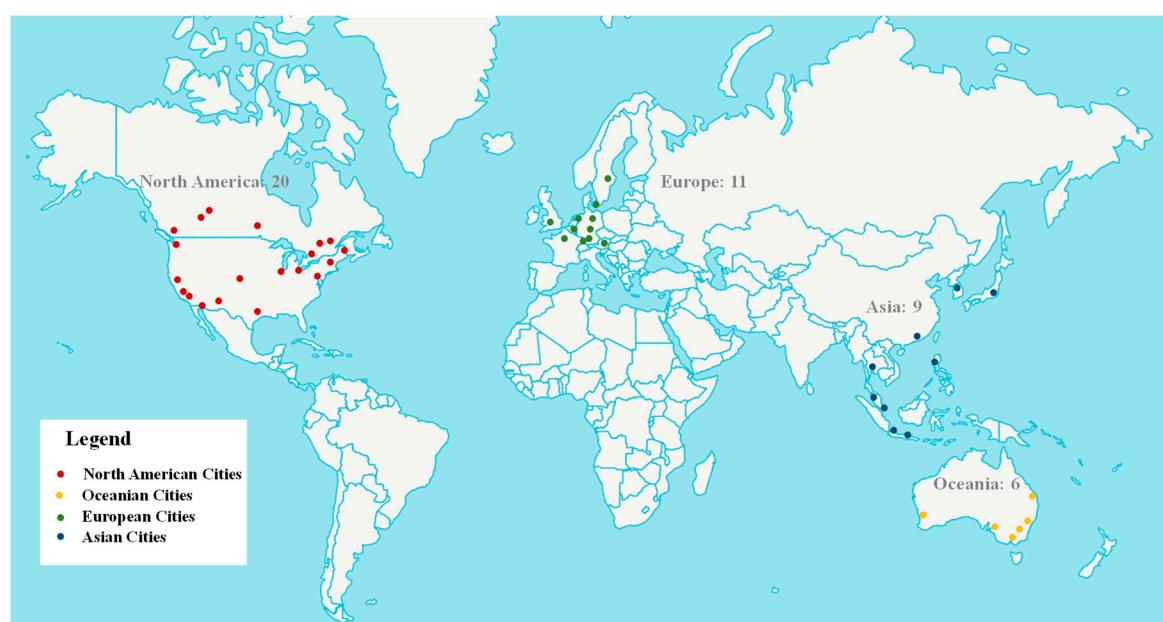 North America: 20
Europe: 11
Asia: 9
Oceania: 6
Legend
North American Cities
Oceanian Cities
European Cities
Asian Cities